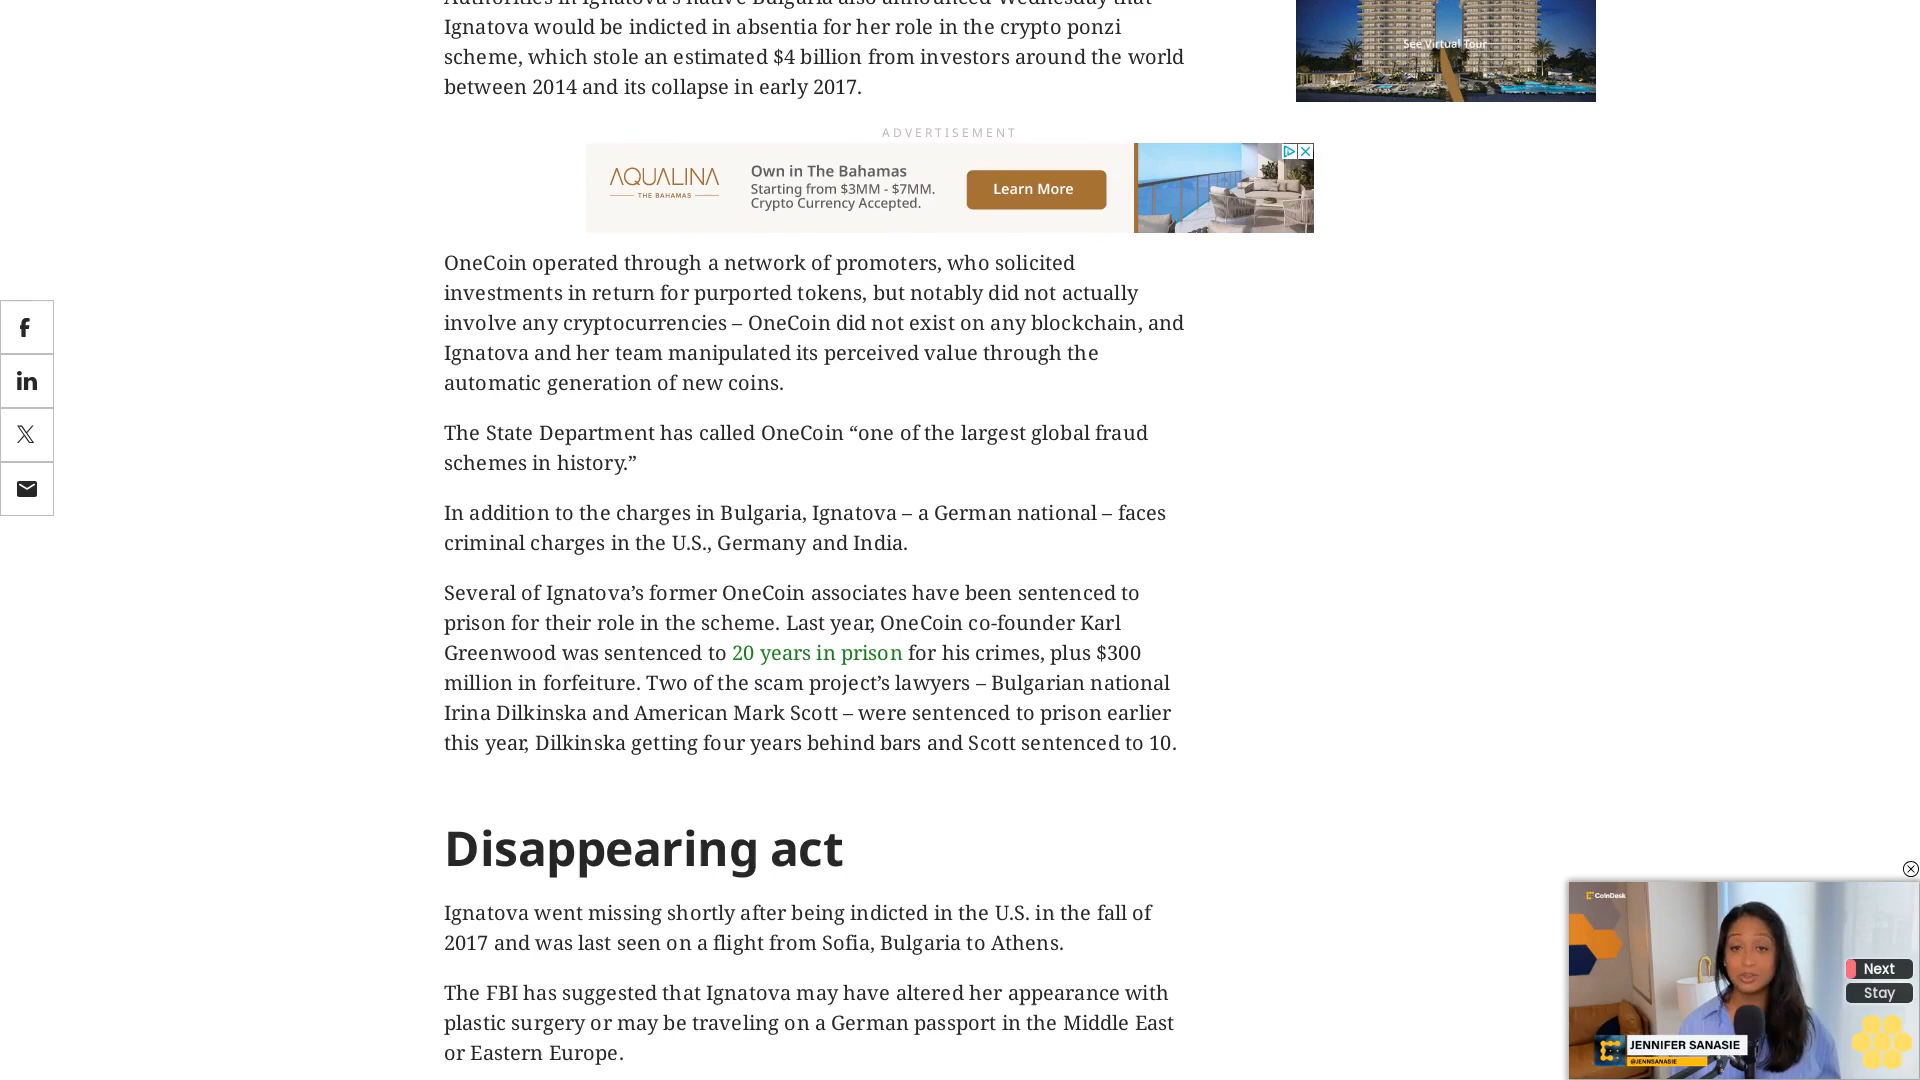 Authorities in Ignatova's native Bulgaria also announced Wednesday that
Ignatova would be indicted in absentia for her role in the crypto ponzi
scheme, which stole an estimated $4 billion from investors around the world
between 2014 and its collapse in early 2017.
See Virtual Tour
ADVERTISEMENT
AQUALINA
THE BAHAMAS
Own in The Bahamas
Starting from $3MM - $7MM.
Crypto Currency Accepted.
Learn More
OneCoin operated through a network of promoters, who solicited
investments in return for purported tokens, but notably did not actually
involve any cryptocurrencies – OneCoin did not exist on any blockchain, and
Ignatova and her team manipulated its perceived value through the
automatic generation of new coins.
The State Department has called OneCoin “one of the largest global fraud
schemes in history.”
In addition to the charges in Bulgaria, Ignatova – a German national – faces
criminal charges in the U.S., Germany and India.
Several of Ignatova’s former OneCoin associates have been sentenced to
prison for their role in the scheme. Last year, OneCoin co-founder Karl
Greenwood was sentenced to 20 years in prison for his crimes, plus $300
million in forfeiture. Two of the scam project’s lawyers – Bulgarian national
Irina Dilkinska and American Mark Scott – were sentenced to prison earlier
this year, Dilkinska getting four years behind bars and Scott sentenced to 10.
Disappearing act
Ignatova went missing shortly after being indicted in the U.S. in the fall of
2017 and was last seen on a flight from Sofia, Bulgaria to Athens.
The FBI has suggested that Ignatova may have altered her appearance with
plastic surgery or may be traveling on a German passport in the Middle East
or Eastern Europe.
CoinDesk
Next
Stay
JENNIFER SANASIE
@JENNSANASIE